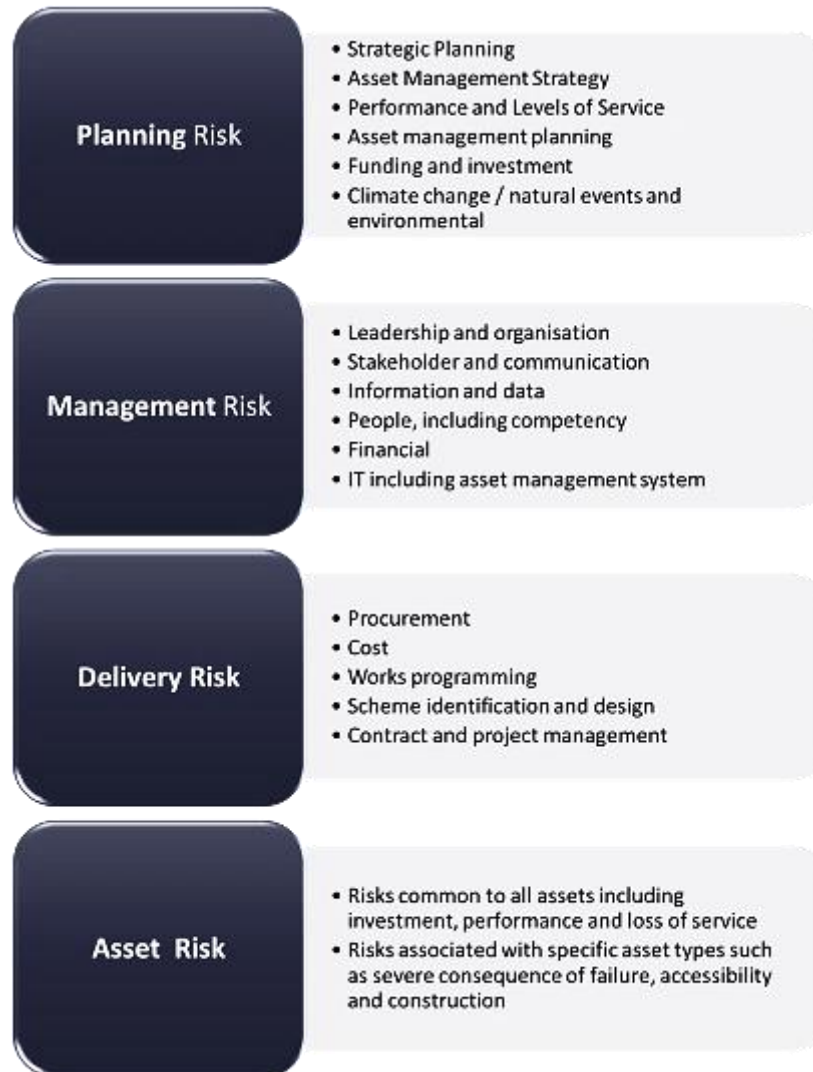 Planning Risk
• Strategic Planning
• Asset Management Strategy
• Performance and Levels of Service
• Asset management planning
• Funding and investment
• Climate change / natural events and
environmental
Management Risk
• Leadership and organisation
• Stakeholder and communication
• Information and data
• People, including competency
• Financial
• IT including asset management system
Delivery Risk
• Procurement
• Cost
• Works programming
• Scheme identification and design
• Contract and project management
Asset Risk
• Risks common to all assets including
investment, performance and loss of service
• Risks associated with specific asset types such
as severe consequence of failure, accessibility
and construction